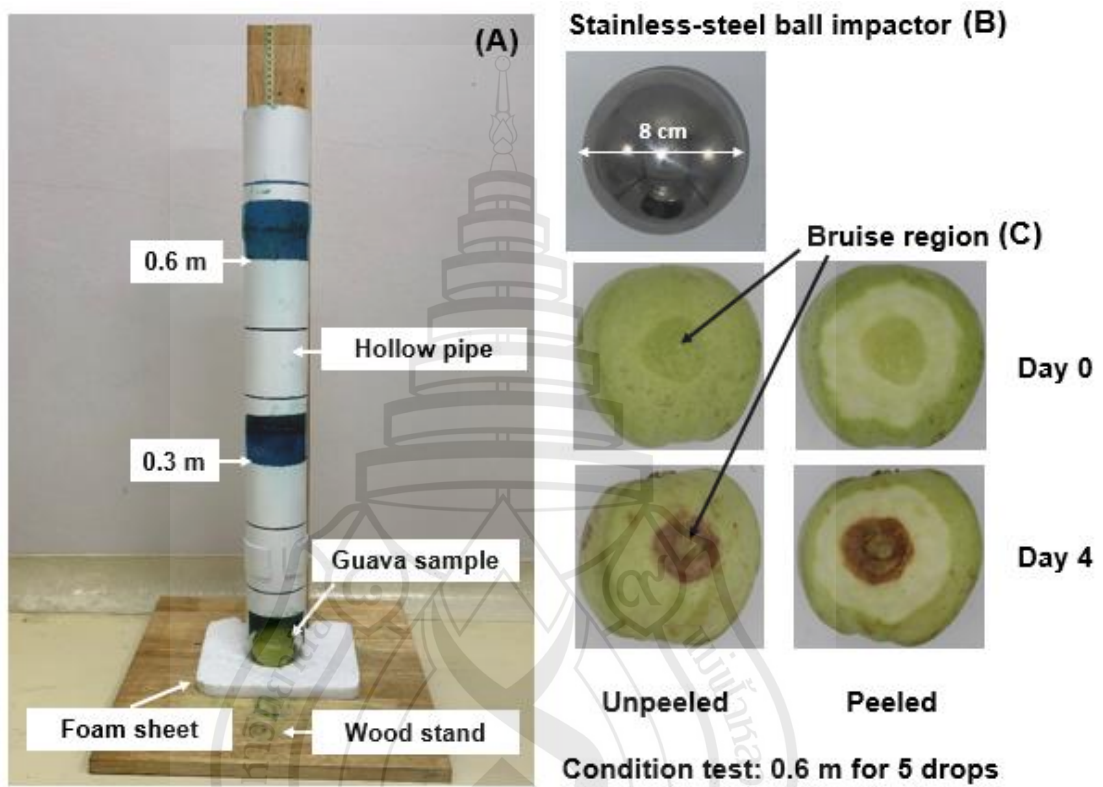 (A)
0.6 m
Hollow pipe
0.3 m
Guava sample
Foam sheet
Wood stand
Stainless-steel ball impactor (B)
8 cm
Bruise region (C)
Day 0
Day 4
Unpeeled
Peeled
Condition test: 0.6 m for 5 drops